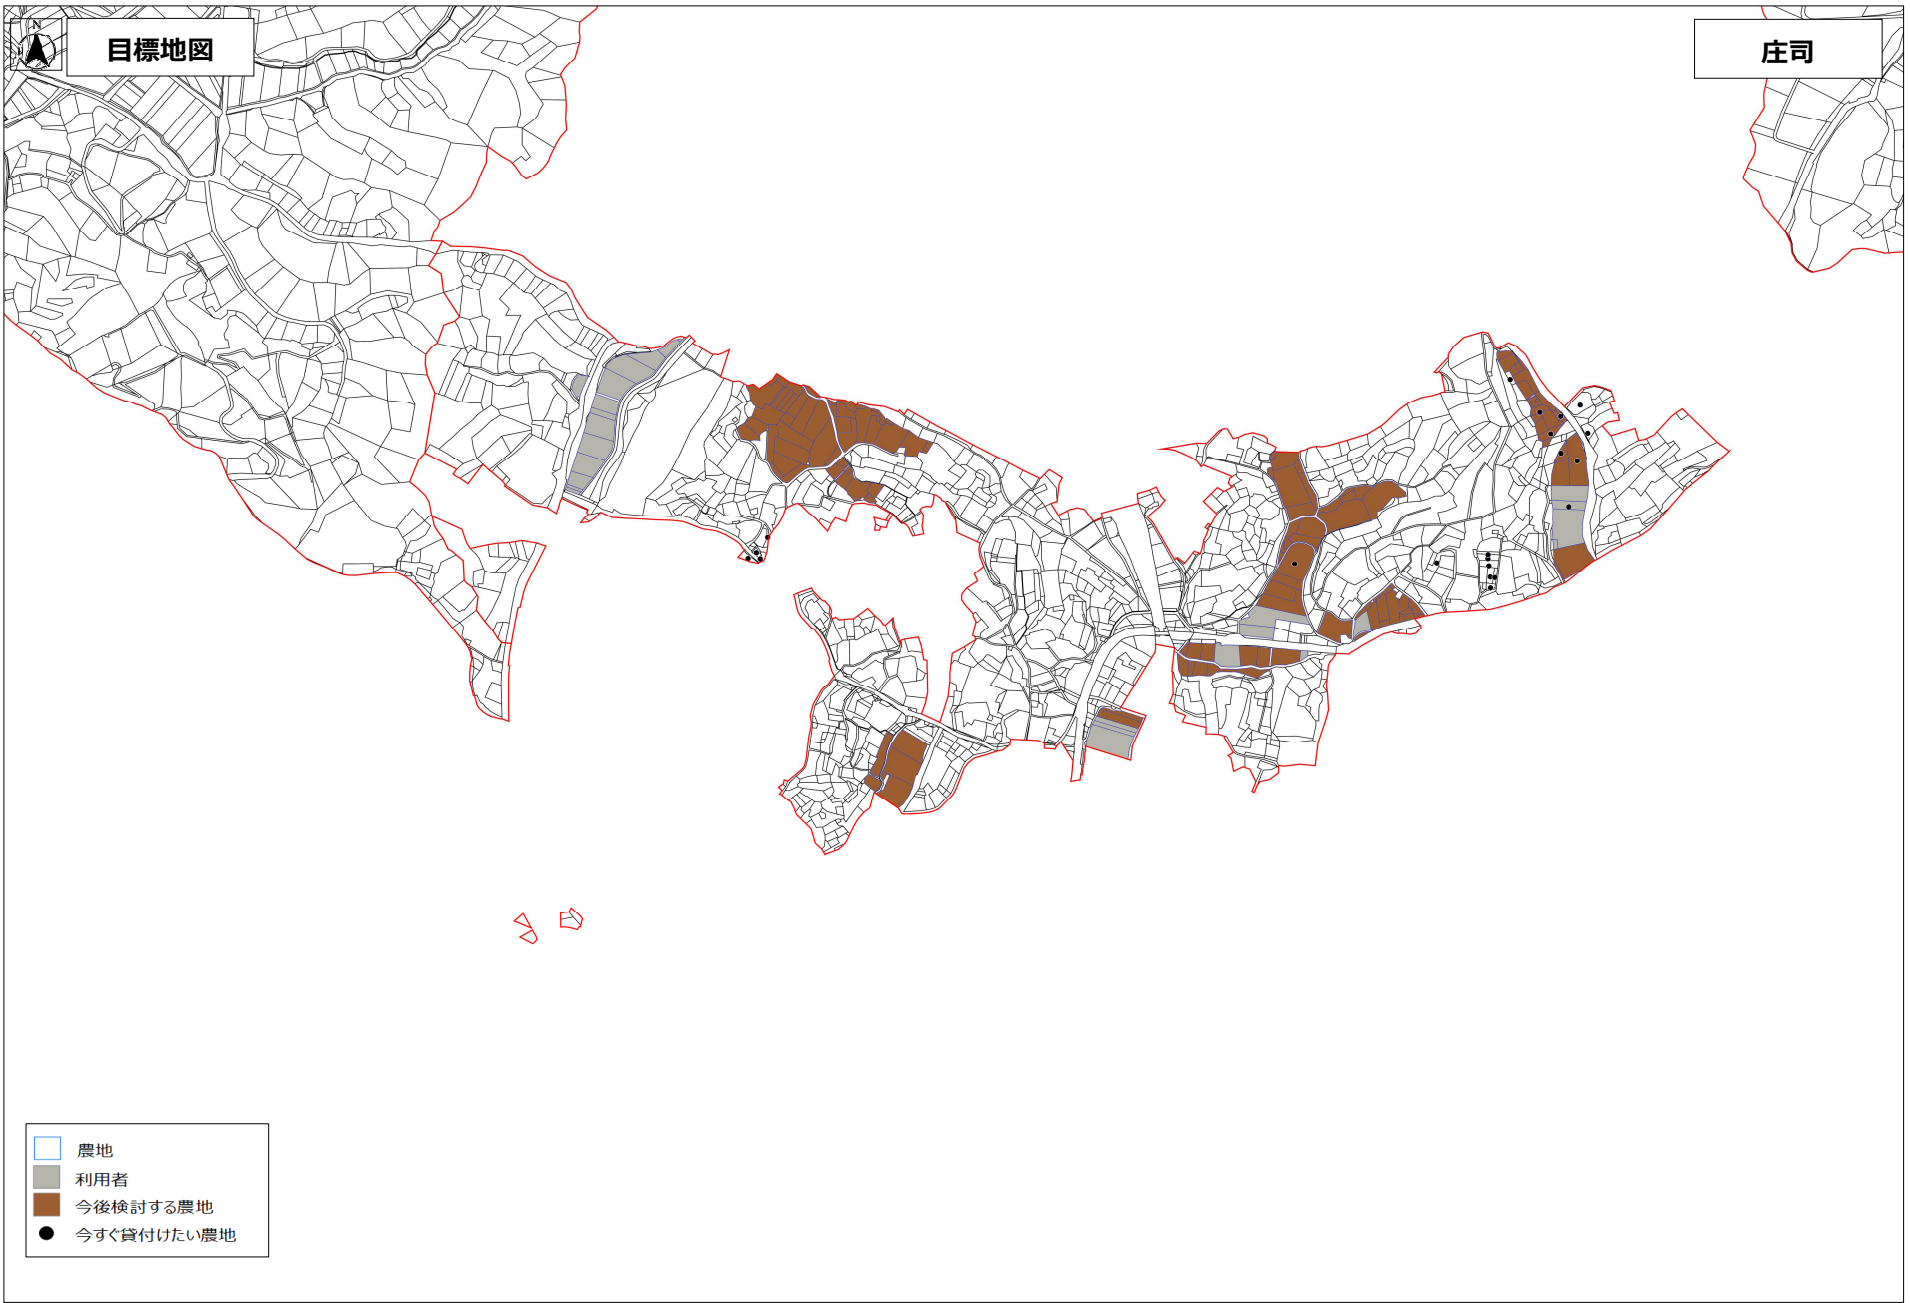 N
目標地図
庄司
農地
利用者
今後検討する農地
今すぐ貸付けたい農地